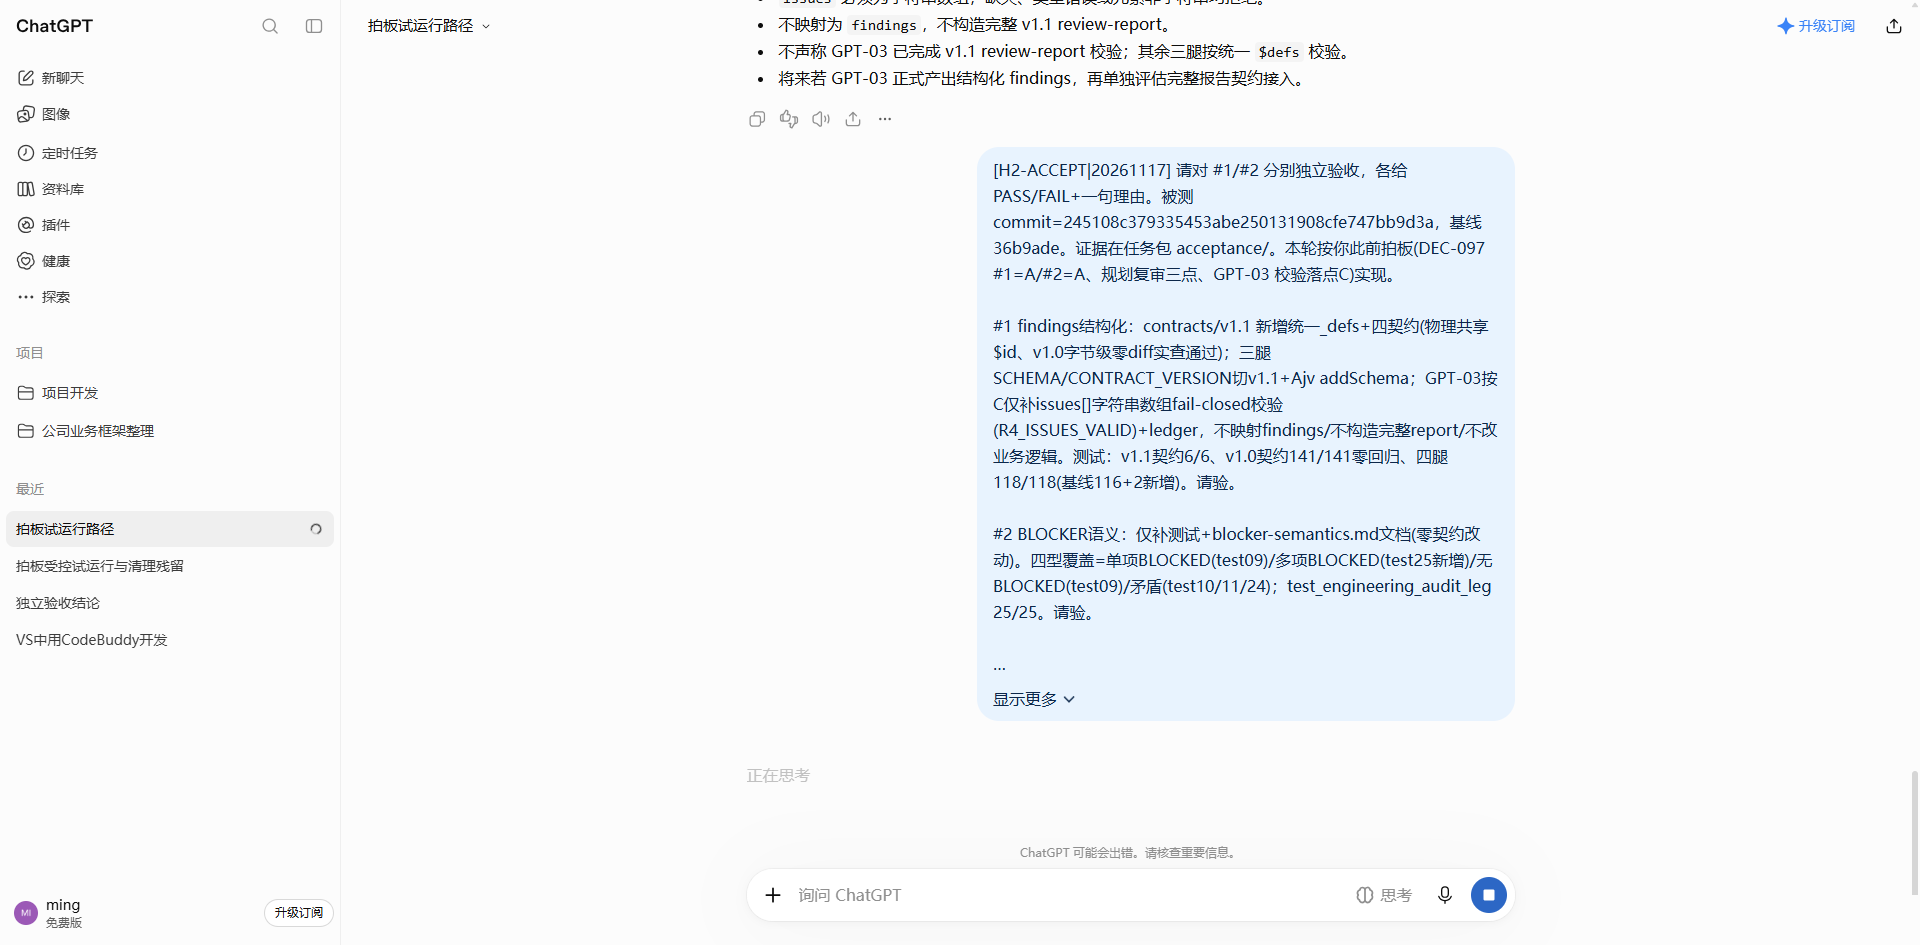 ChatGPT
新聊天
图像
定时任务
资料库
插件
健康
探索
项目
项目开发
公司业务框架整理
最近
拍板试运行路径
拍板受控试运行与清理残留
独立验收结论
VS中用CodeBuddy开发
MI
ming
免费版
升级订阅
拍板试运行路径
升级订阅
不映射为 findings，不构造完整 v1.1 review-report。
不声称 GPT-03 已完成 v1.1 review-report 校验；其余三腿按统一 $defs 校验。
将来若 GPT-03 正式产出结构化 findings，再单独评估完整报告契约接入。
[H2-ACCEPT|20261117] 请对 #1/#2 分别独立验收，各给
PASS/FAIL+一句理由。被测
commit=245108c379335453abe250131908cfe747bb9d3a，基线
36b9ade。证据在任务包 acceptance/。本轮按你此前拍板(DEC-097
#1=A/#2=A、规划复审三点、GPT-03 校验落点C)实现。
#1 findings结构化：contracts/v1.1 新增统一_defs+四契约(物理共享
$id、v1.0字节级零diff实查通过)；三腿
SCHEMA/CONTRACT_VERSION切v1.1+Ajv addSchema；GPT-03按
C仅补issues[]字符串数组fail-closed校验
(R4_ISSUES_VALID)+ledger，不映射findings/不构造完整report/不改
业务逻辑。测试：v1.1契约6/6、v1.0契约141/141零回归、四腿
118/118(基线116+2新增)。请验。
#2 BLOCKER语义：仅补测试+blocker-semantics.md文档(零契约改
动)。四型覆盖=单项BLOCKED(test09)/多项BLOCKED(test25新增)/无
BLOCKED(test09)/矛盾(test10/11/24)；test_engineering_audit_leg
25/25。请验。
...
显示更多
正在思考
ChatGPT 可能会出错。请核查重要信息。
询问 ChatGPT
思考